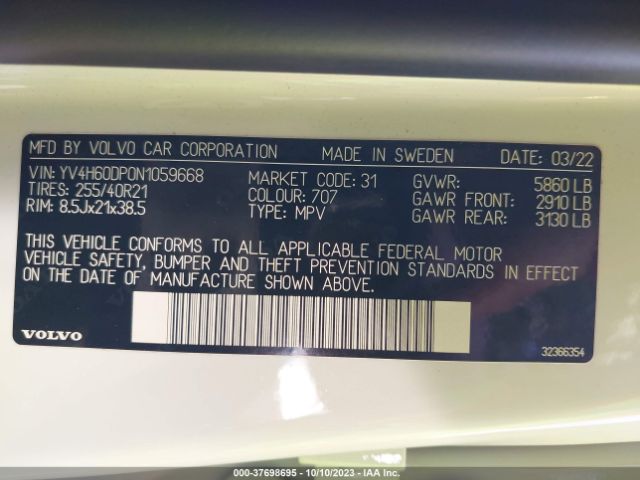 MFD BY VOLVO CAR CORPORATION MADE IN SWEDEN DATE: 03/22
VIN: YV4H60DP0N1059668 MARKET CODE: 31 GVWR: 5860 LB
TIRES: 255/40R21 COLOUR: 707 GAWR FRONT: 2910 LB
RIM: 8.5Jx21x38.5 TYPE: MPV GAWR REAR: 3130 LB
THIS VEHICLE CONFORMS TO ALL APPLICABLE FEDERAL MOTOR
VEHICLE SAFETY, BUMPER AND THEFT PREVENTION STANDARDS IN EFFECT
ON THE DATE OF MANUFACTURE SHOWN ABOVE.
VOLVO 32366354
000-37698695 - 10/10/2023 - IAA Inc.